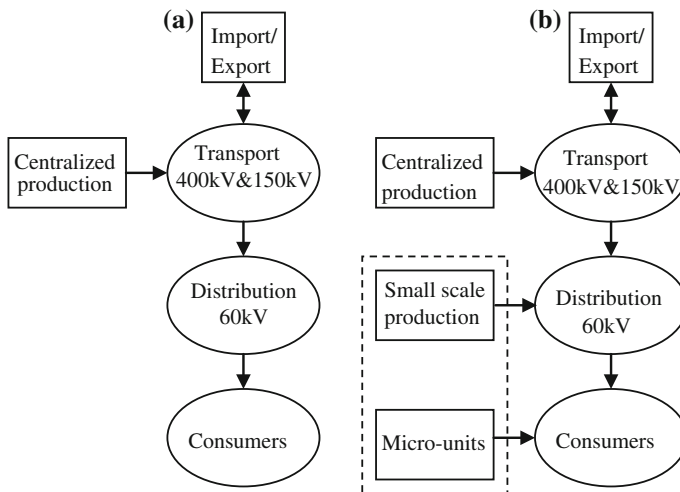 (a)
Import/
Export
Centralized
production
Transport
400kV&150kV
Distribution
60kV
Consumers
(b)
Import/
Export
Centralized
production
Transport
400kV&150kV
Small scale
production
Distribution
60kV
Micro-units
Consumers